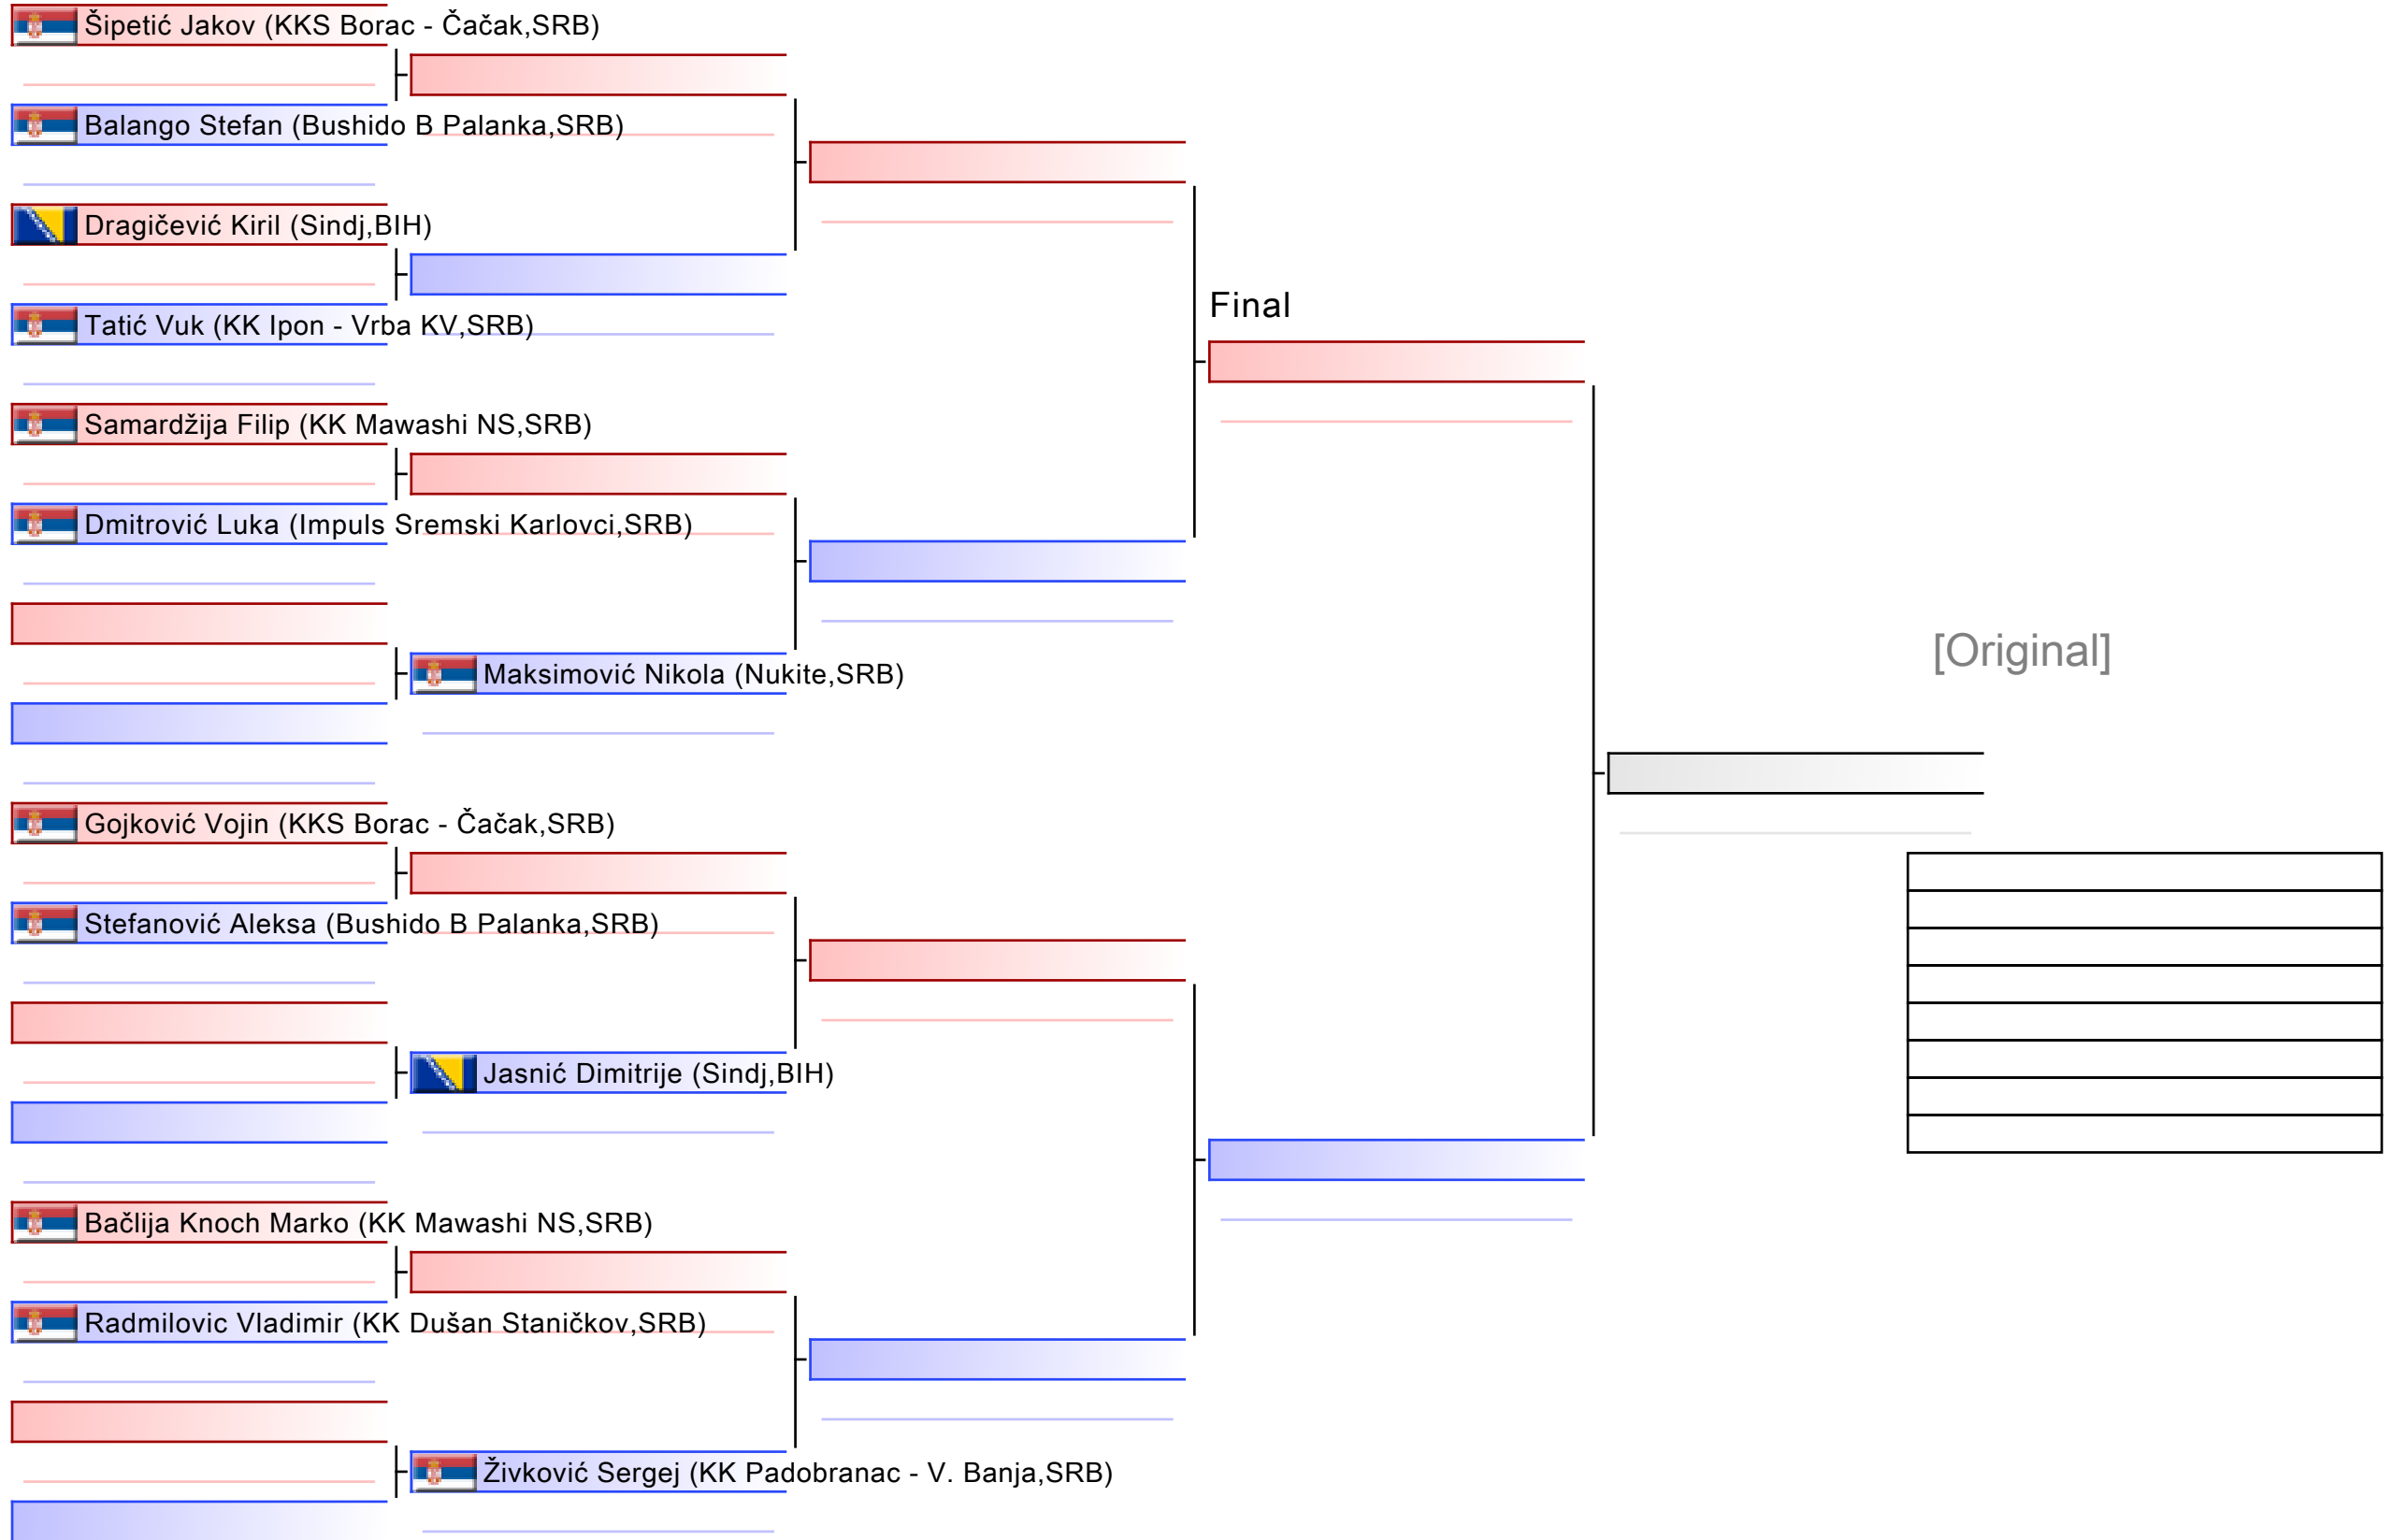 Šipetić Jakov (KKS Borac - Čačak,SRB)
Balango Stefan (Bushido B Palanka,SRB)
Dragičević Kiril (Sindj,BIH)
Final
Tatić Vuk (KK Ipon - Vrba KV,SRB)
Samardžija Filip (KK Mawashi NS,SRB)
Dmitrović Luka (Impuls Sremski Karlovci,SRB)
[Original]
Maksimović Nikola (Nukite,SRB)
Gojković Vojin (KKS Borac - Čačak,SRB)
Stefanović Aleksa (Bushido B Palanka,SRB)
Jasnić Dimitrije (Sindj,BIH)
Bačlija Knoch Marko (KK Mawashi NS,SRB)
Radmilovic Vladimir (KK Dušan Staničkov,SRB)
Živković Sergej (KK Padobranac - V. Banja,SRB)